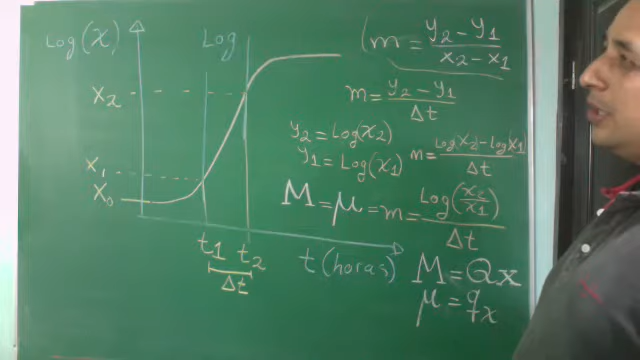 Log(x)
Log
x₂
x₁
x₀
t₁ t₂
Δt
t (horas)
(m = y₂ - y₁ / x₂ - x₁
m = y₂ - y₁ / Δt
y₂ = Log(x₂)
y₁ = Log(x₁)
m = Log(x₂) - Log(x₁) / Δt
M = μ = m = Log(x₂/x₁) / Δt
M = Qx
μ = qx